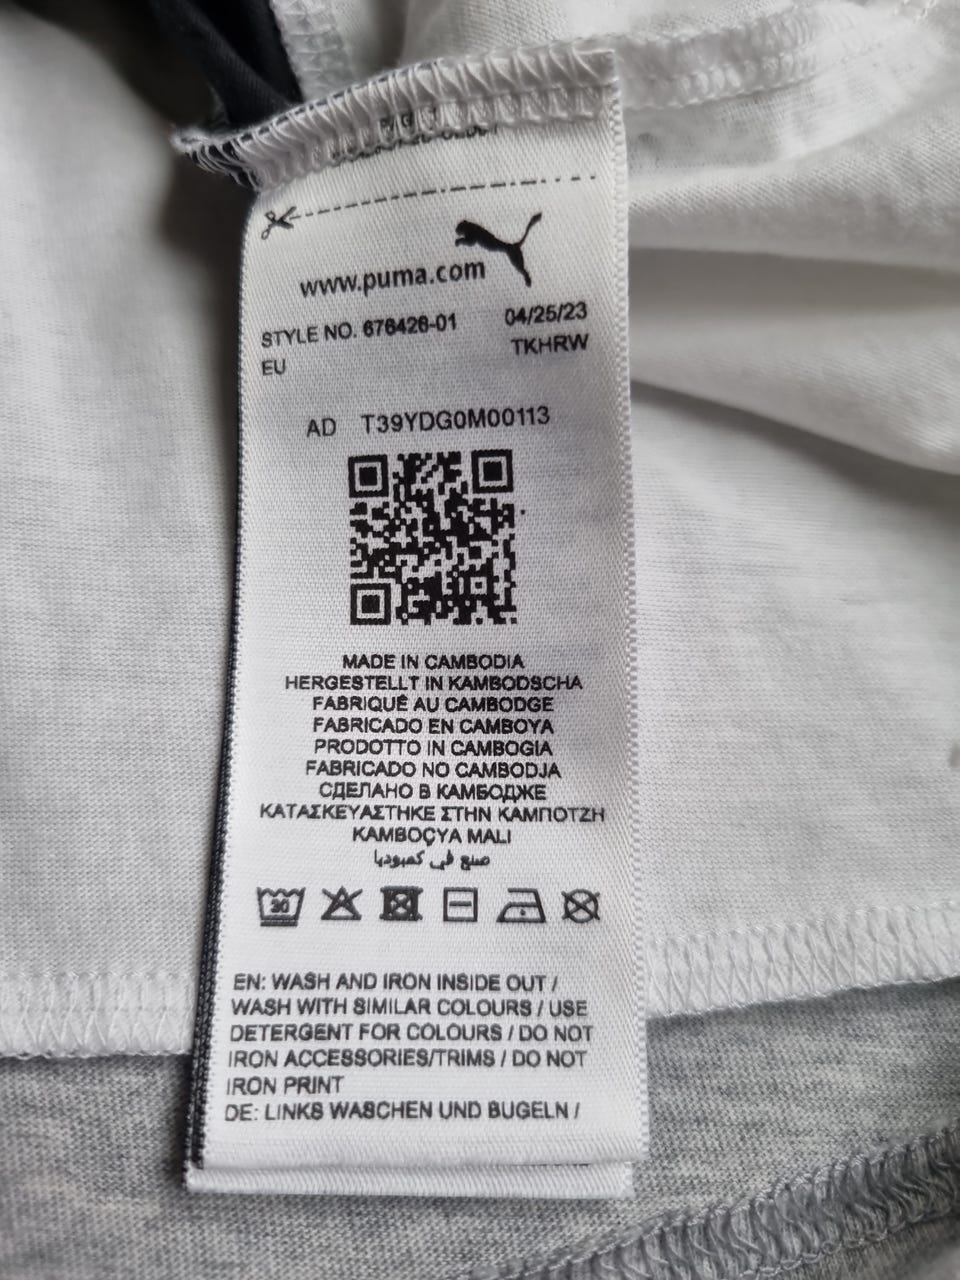 www.puma.com
STYLE NO. 676426-01 04/25/23
EU TKHRW
AD T39YDG0M00113
MADE IN CAMBODIA
HERGESTELLT IN KAMBODSCHA
FABRIQUÉ AU CAMBODGE
FABRICADO EN CAMBOYA
PRODOTTO IN CAMBOGIA
FABRICADO NO CAMBODJA
СДЕЛАНО В КАМБОДЖЕ
ΚΑΤΑΣΚΕΥΑΣΤΗΚΕ ΣΤΗΝ ΚΑΜΠΟΤΖΗ
KAMBOÇYA MALI
صنع في كمبوديا
30
EN: WASH AND IRON INSIDE OUT /
WASH WITH SIMILAR COLOURS / USE
DETERGENT FOR COLOURS / DO NOT
IRON ACCESSORIES/TRIMS / DO NOT
IRON PRINT
DE: LINKS WASCHEN UND BUGELN /